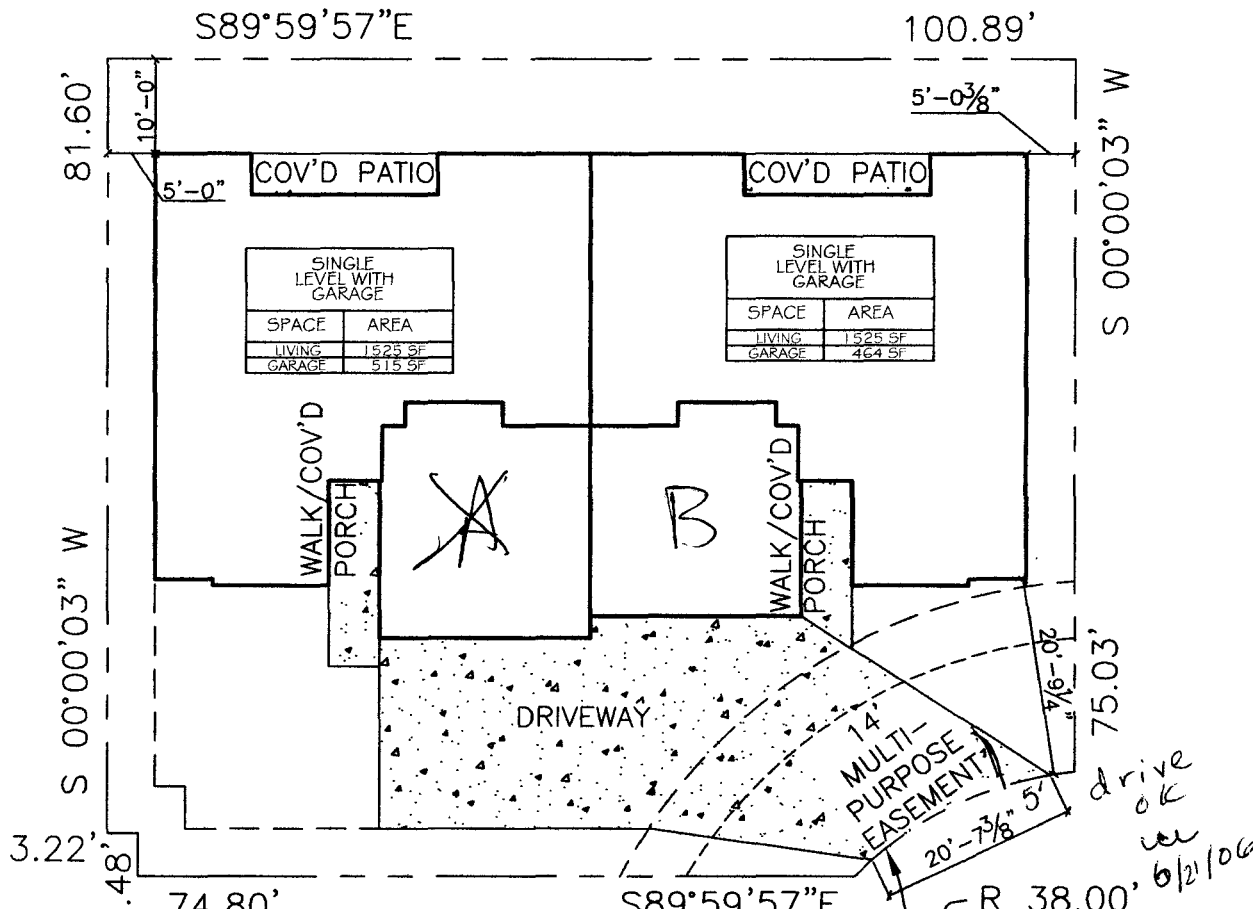 S89°59'57"E
100.89'
81.60'
10'-0"
5'-0"
5'-0⅜"
S 00°00'03" W
COV'D PATIO
COV'D PATIO
SINGLE
LEVEL WITH
GARAGE
SPACE AREA
LIVING 1525 SF
GARAGE 515 SF
SINGLE
LEVEL WITH
GARAGE
SPACE AREA
LIVING 1525 SF
GARAGE 464 SF
WALK/COV'D
PORCH
A
B
WALK/COV'D
PORCH
S 00°00'03" W
20'-9¼"
75.03'
DRIVEWAY
14'
MULTI-
PURPOSE
EASEMENT
5'
20'-7⅜"
drive
ok
6/21/06
3.22'
.48
74.80'
S89°59'57"E
R 38.00'